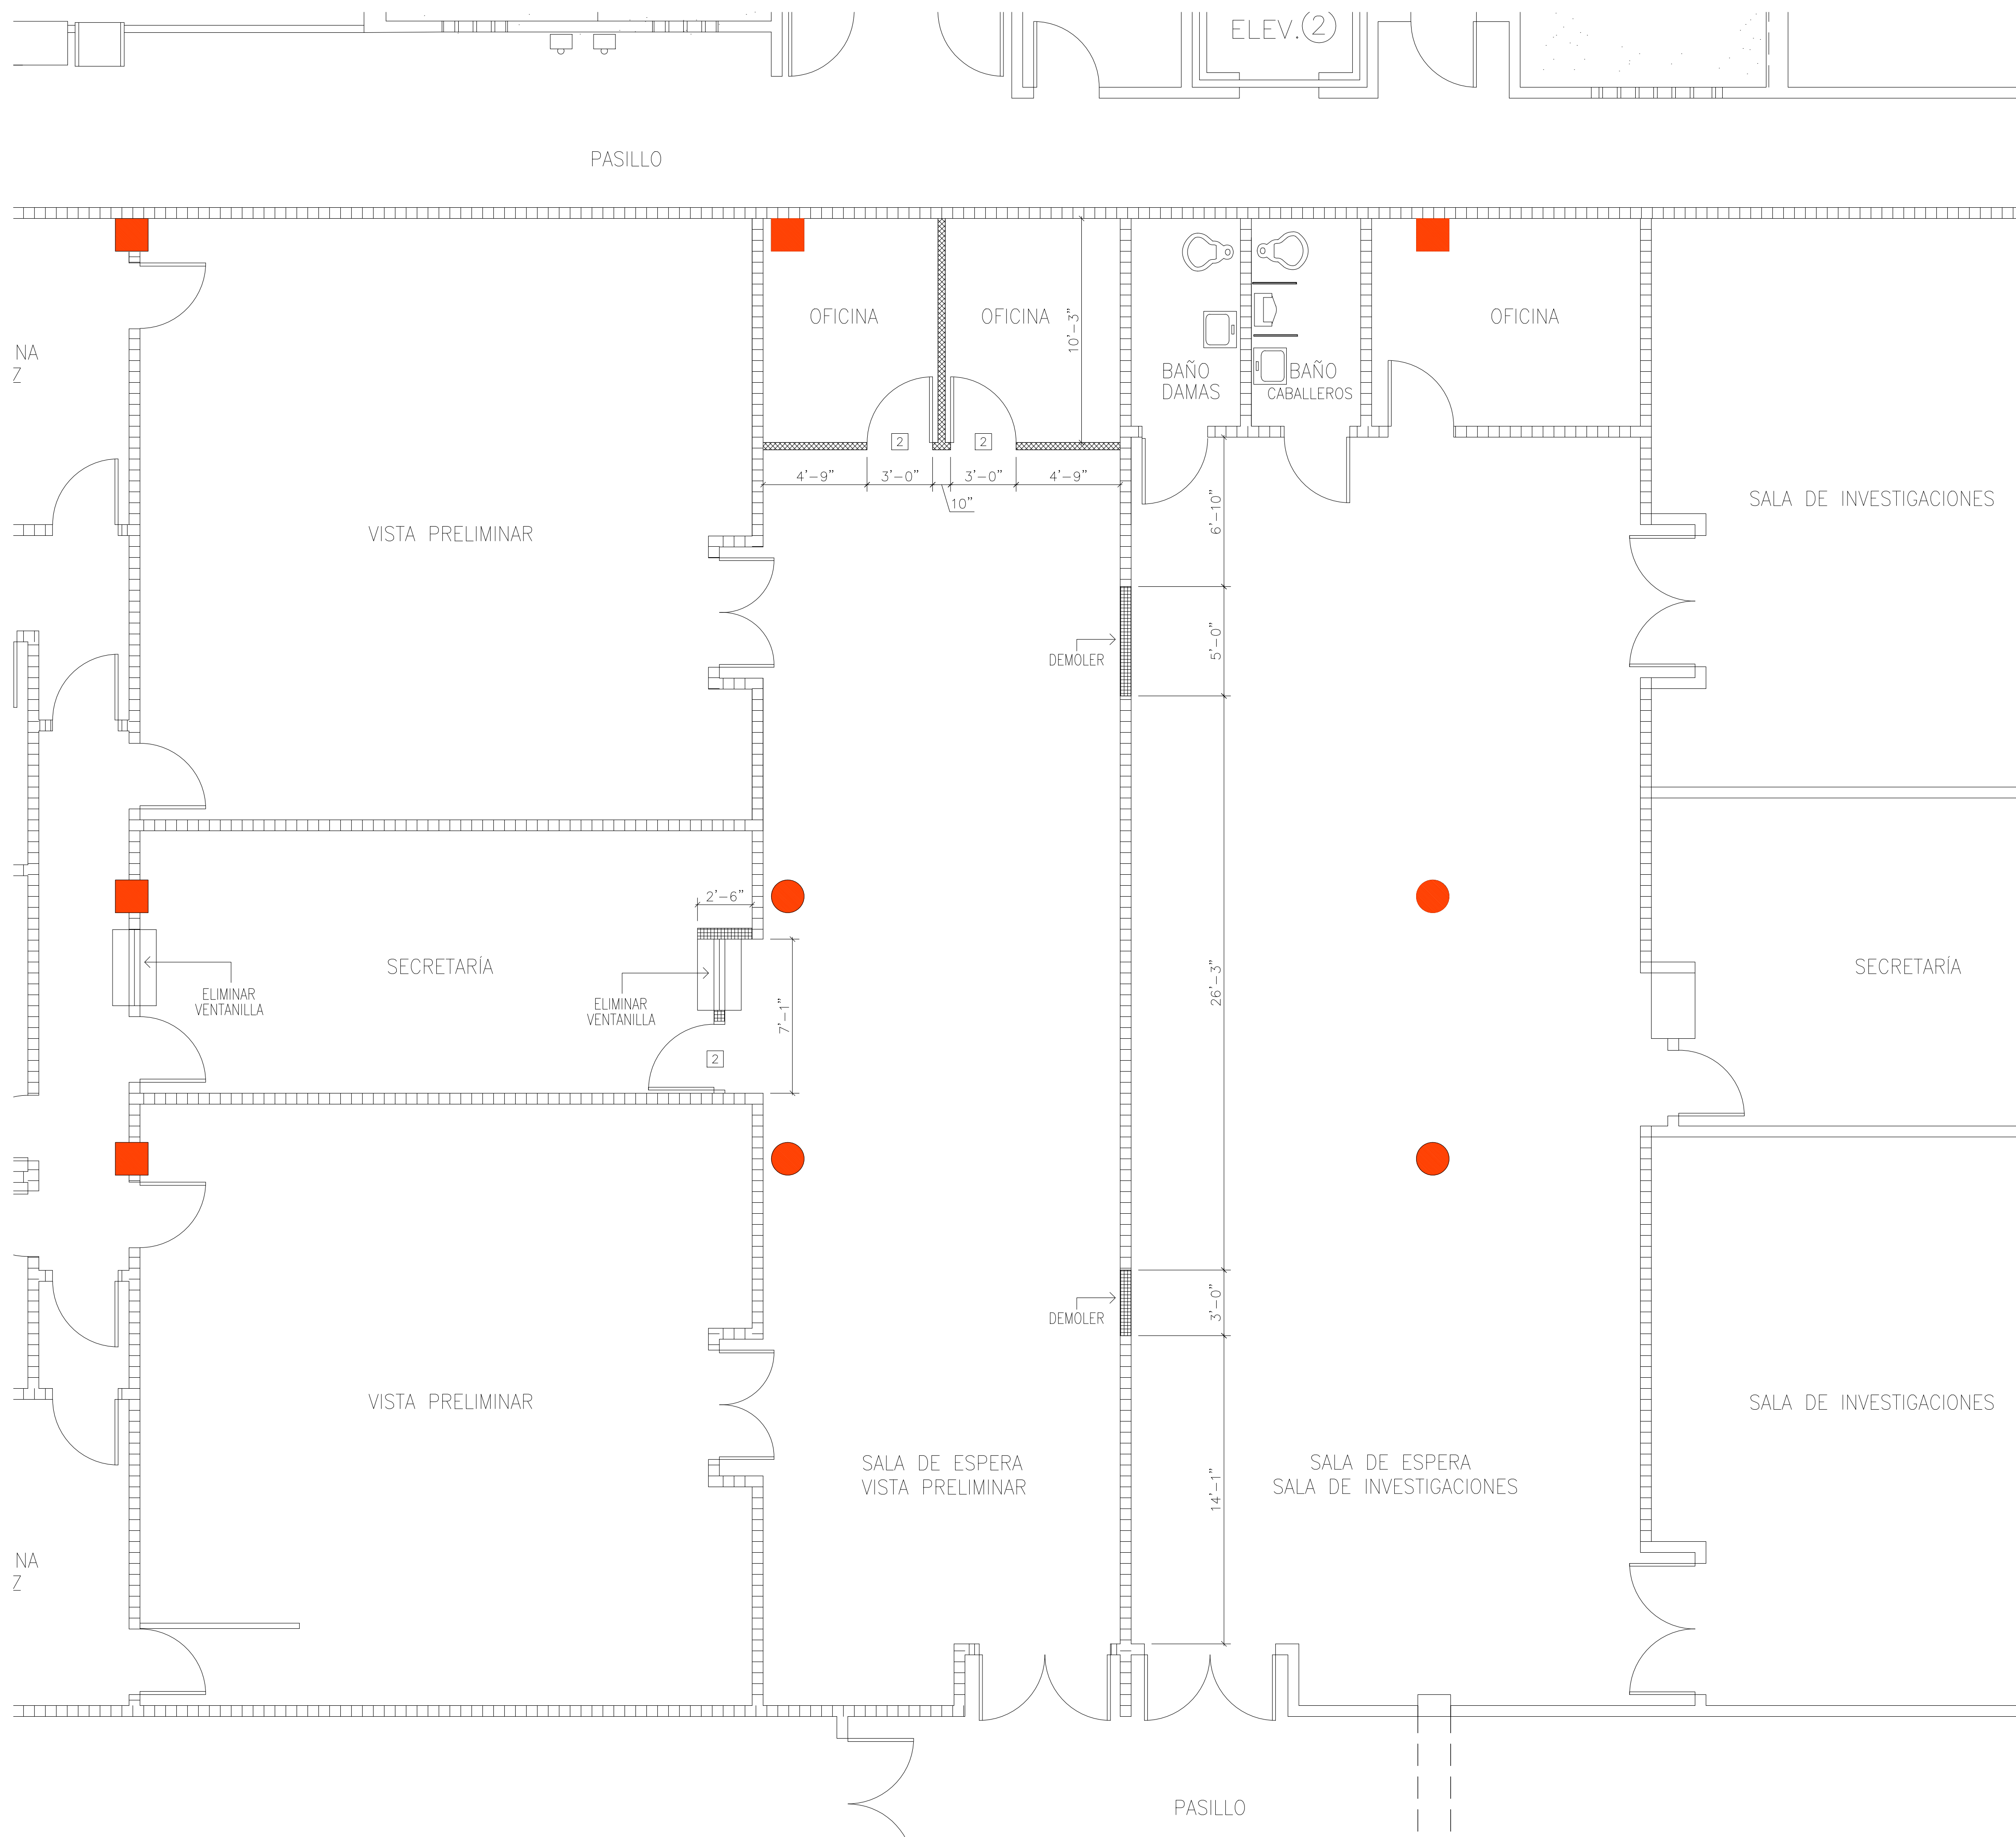 ELEV. 2
PASILLO
OFICINA
OFICINA
10'-3"
BAÑO
DAMAS
BAÑO
CABALLEROS
OFICINA
NA
Z
2
2
4'-9"
3'-0"
3'-0"
4'-9"
10"
6'-10"
VISTA PRELIMINAR
SALA DE INVESTIGACIONES
DEMOLER
5'-0"
2'-6"
SECRETARÍA
ELIMINAR
VENTANILLA
ELIMINAR
VENTANILLA
7'-1"
2
26'-3"
SECRETARÍA
DEMOLER
3'-0"
VISTA PRELIMINAR
SALA DE INVESTIGACIONES
SALA DE ESPERA
VISTA PRELIMINAR
14'-1"
SALA DE ESPERA
SALA DE INVESTIGACIONES
NA
Z
PASILLO